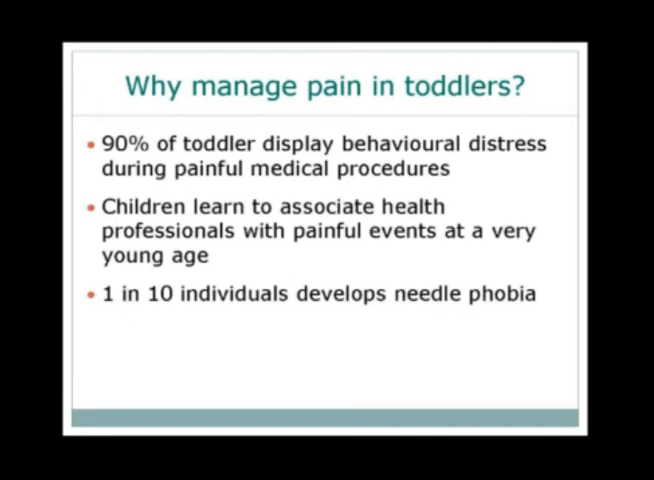 Why manage pain in toddlers?
• 90% of toddler display behavioural distress
during painful medical procedures
• Children learn to associate health
professionals with painful events at a very
young age
• 1 in 10 individuals develops needle phobia